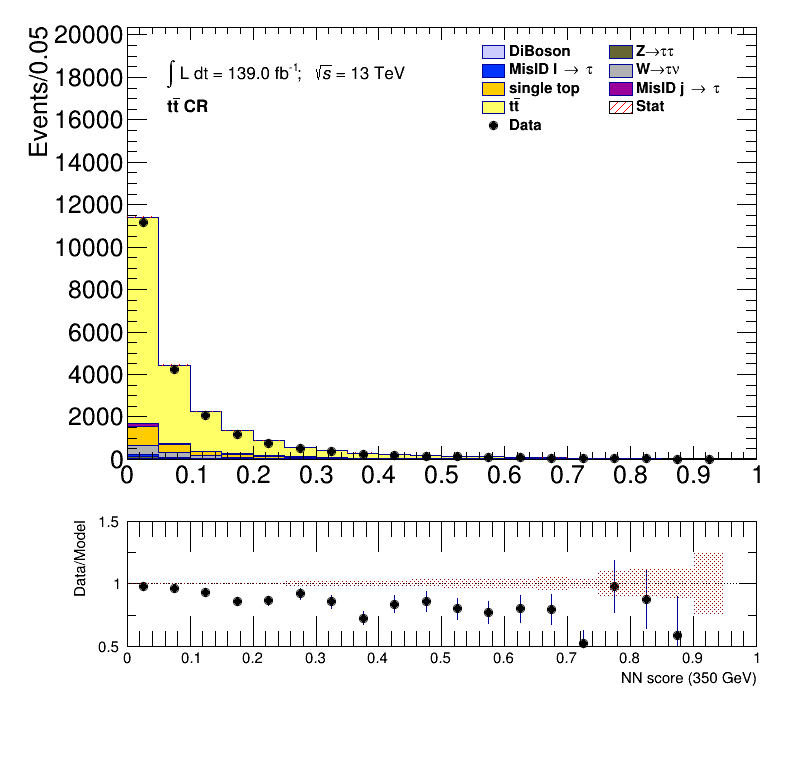 Events/0.05
20000
18000
16000
14000
12000
10000
8000
6000
4000
2000
0
∫ L dt = 139.0 fb⁻¹; √s = 13 TeV
tt̄ CR
DiBoson
Z→ττ
MisID l → τ
W→τν
single top
MisID j → τ
tt̄
Stat
Data
0 0.1 0.2 0.3 0.4 0.5 0.6 0.7 0.8 0.9 1
Data/Model
1.5
1
0.5
0 0.1 0.2 0.3 0.4 0.5 0.6 0.7 0.8 0.9 1
NN score (350 GeV)